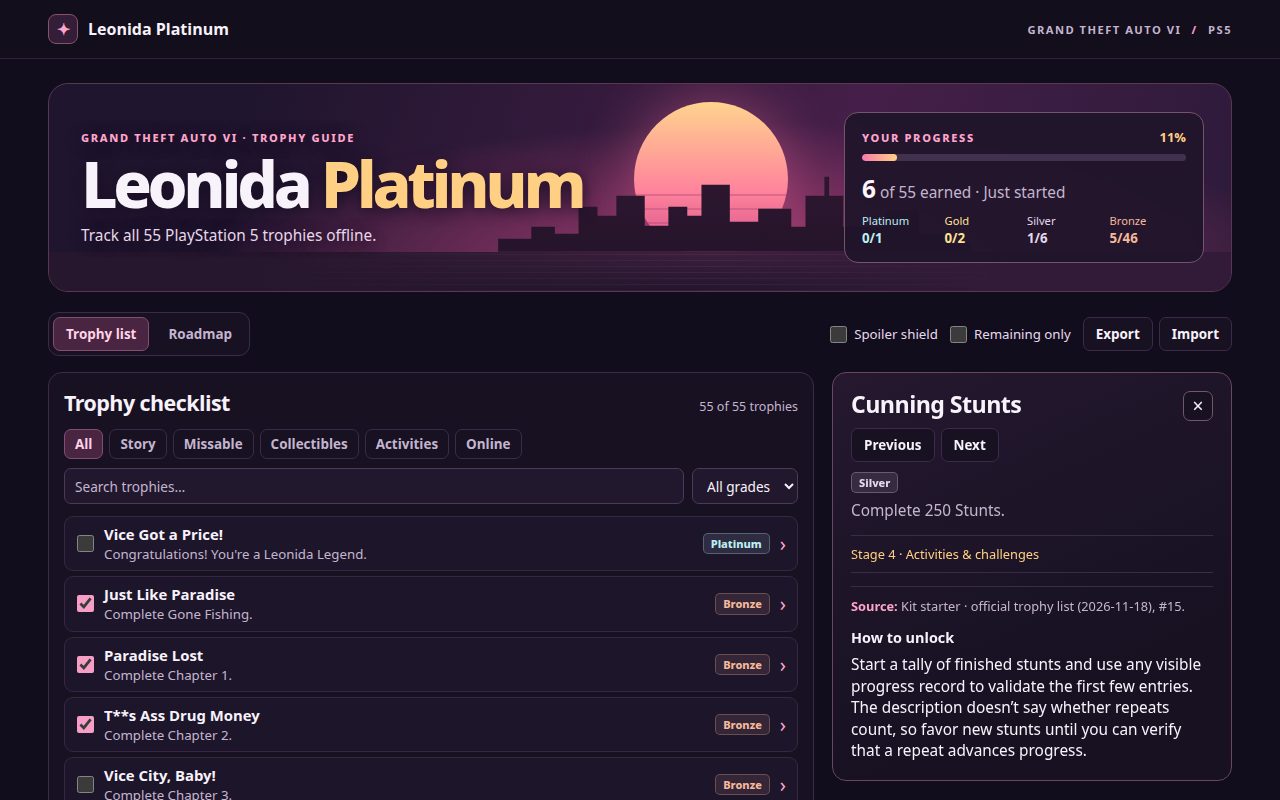 ✦ Leonida Platinum
GRAND THEFT AUTO VI / PS5
GRAND THEFT AUTO VI · TROPHY GUIDE
Leonida Platinum
Track all 55 PlayStation 5 trophies offline.
YOUR PROGRESS 11%
6 of 55 earned · Just started
Platinum Gold Silver Bronze
0/1 0/2 1/6 5/46
Trophy list Roadmap
Spoiler shield Remaining only Export Import
Trophy checklist
55 of 55 trophies
All Story Missable Collectibles Activities Online
Search trophies... All grades
Vice Got a Price!
Congratulations! You're a Leonida Legend.
Platinum ›
Just Like Paradise
Complete Gone Fishing.
Bronze ›
Paradise Lost
Complete Chapter 1.
Bronze ›
T**s Ass Drug Money
Complete Chapter 2.
Bronze ›
Vice City, Baby!
Complete Chapter 3.
Bronze ›
Cunning Stunts ✕
Previous Next
Silver
Complete 250 Stunts.
Stage 4 · Activities & challenges
Source: Kit starter · official trophy list (2026-11-18), #15.
How to unlock
Start a tally of finished stunts and use any visible
progress record to validate the first few entries.
The description doesn’t say whether repeats
count, so favor new stunts until you can verify
that a repeat advances progress.